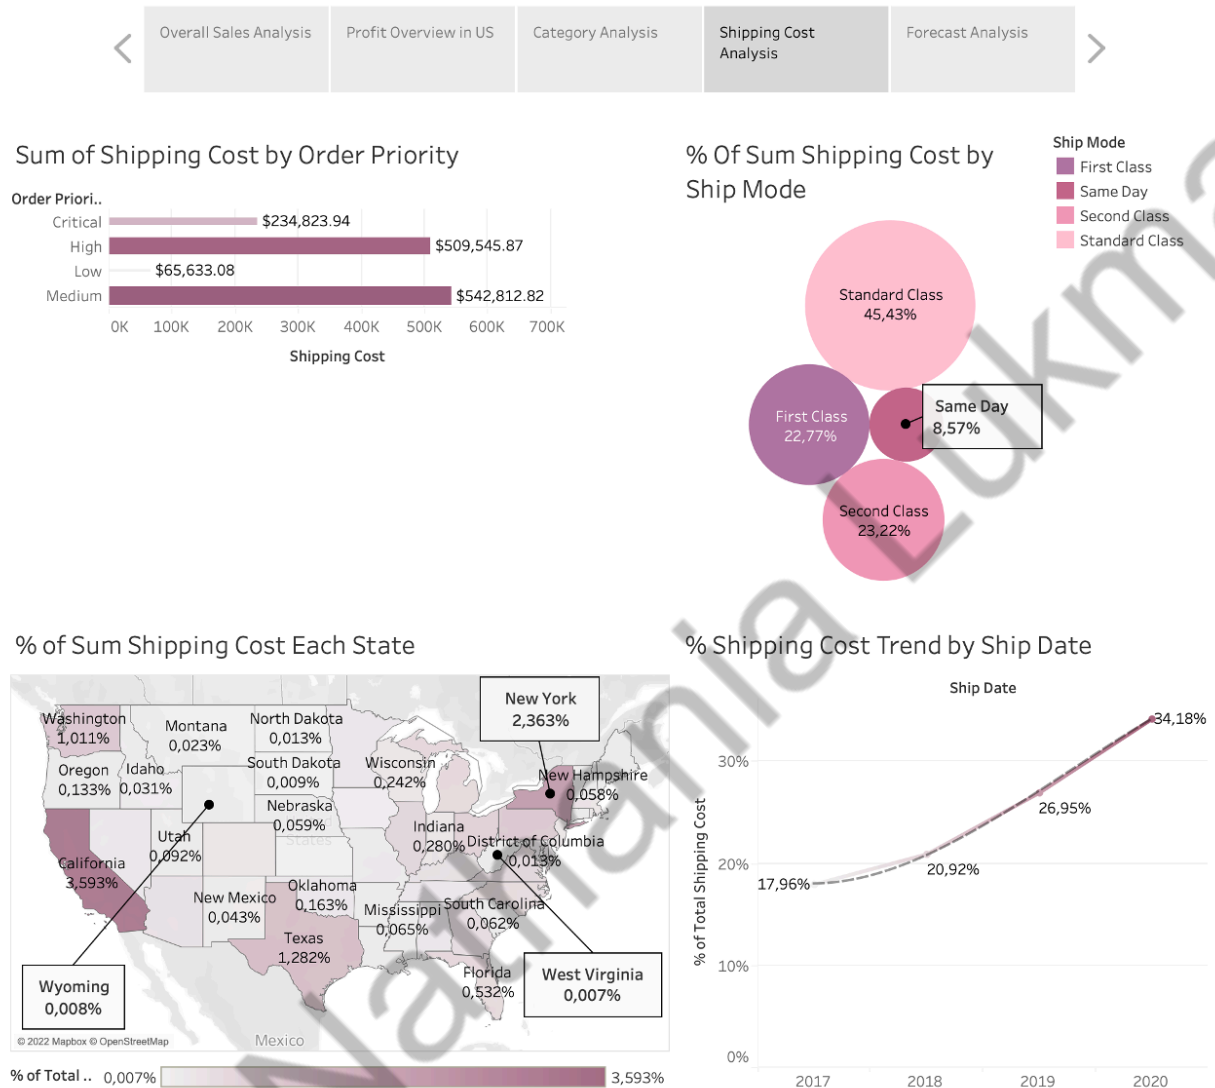 Overall Sales Analysis
Profit Overview in US
Category Analysis
Shipping Cost
Analysis
Forecast Analysis
Sum of Shipping Cost by Order Priority
Order Priori..
Critical
$234,823.94
High
$509,545.87
Low
$65,633.08
Medium
$542,812.82
0K 100K 200K 300K 400K 500K 600K 700K
Shipping Cost
% Of Sum Shipping Cost by
Ship Mode
Ship Mode
First Class
Same Day
Second Class
Standard Class
Standard Class
45,43%
First Class
22,77%
Same Day
8,57%
Second Class
23,22%
% of Sum Shipping Cost Each State
New York
2,363%
Washington
1,011%
Montana
0,023%
North Dakota
0,013%
Oregon
0,133%
Idaho
0,031%
South Dakota
0,009%
Wisconsin
0,242%
New Hampshire
0,058%
Nebraska
0,059%
Utah
0,092%
States
Indiana
0,280%
District of Columbia
0,013%
California
3,593%
New Mexico
0,043%
Oklahoma
0,163%
Mississippi
0,065%
South Carolina
0,062%
Texas
1,282%
Florida
0,532%
Wyoming
0,008%
West Virginia
0,007%
© 2022 Mapbox © OpenStreetMap
Mexico
% of Total .. 0,007% 3,593%
% Shipping Cost Trend by Ship Date
Ship Date
% of Total Shipping Cost
30%
20%
10%
0%
17,96%
20,92%
26,95%
34,18%
2017 2018 2019 2020
Nathania Lukma